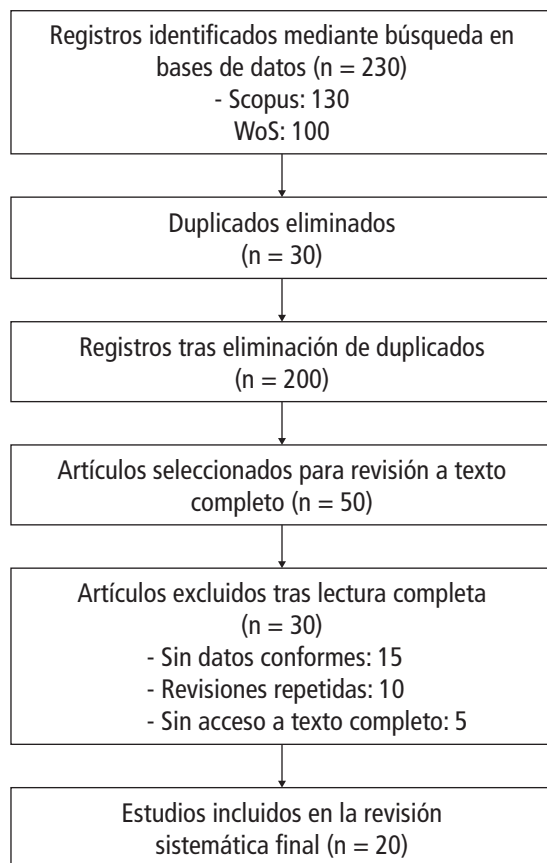 Registros identificados mediante búsqueda en
bases de datos (n = 230)
- Scopus: 130
WoS: 100
Duplicados eliminados
(n = 30)
Registros tras eliminación de duplicados
(n = 200)
Artículos seleccionados para revisión a texto
completo (n = 50)
Artículos excluidos tras lectura completa
(n = 30)
- Sin datos conformes: 15
- Revisiones repetidas: 10
- Sin acceso a texto completo: 5
Estudios incluidos en la revisión
sistemática final (n = 20)